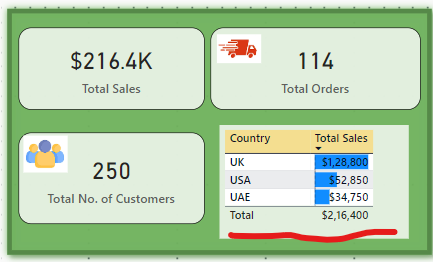 $216.4K
Total Sales
114
Total Orders
250
Total No. of Customers
Country Total Sales
UK $1,28,800
USA $52,850
UAE $34,750
Total $2,16,400